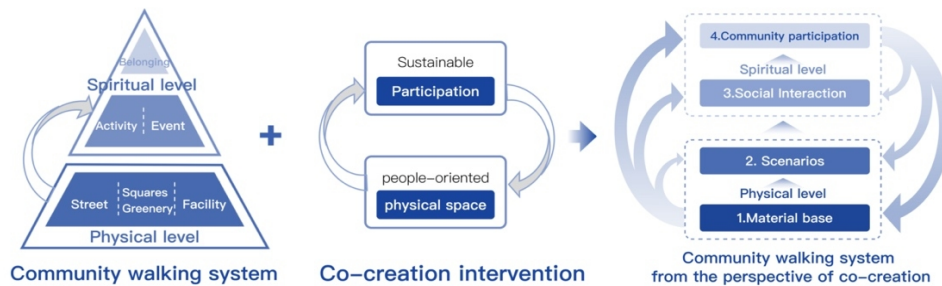 Belonging
Spiritual level
Activity
Event
Street
Squares
Greenery
Facility
Physical level
Community walking system
+
Sustainable
Participation
people-oriented
physical space
Co-creation intervention
4.Community participation
Spiritual level
3.Social Interaction
2. Scenarios
Physical level
1.Material base
Community walking system
from the perspective of co-creation